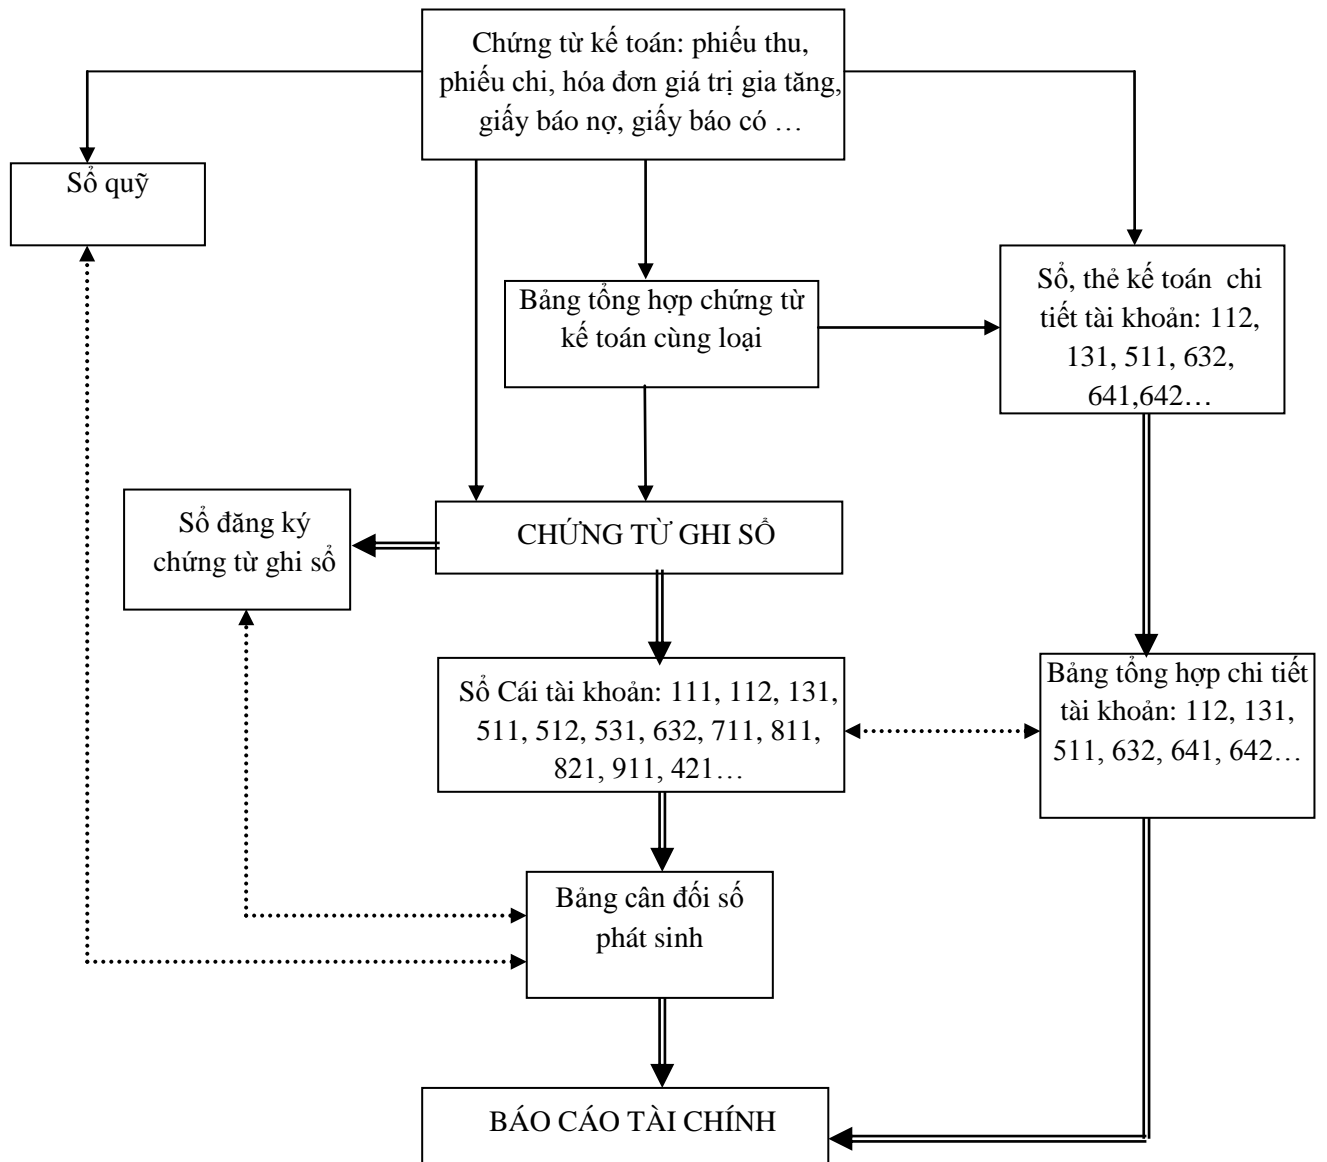 Chứng từ kế toán: phiếu thu,
phiếu chi, hóa đơn giá trị gia tăng,
giấy báo nợ, giấy báo có …
Sổ quỹ
Bảng tổng hợp chứng từ
kế toán cùng loại
Sổ, thẻ kế toán chi
tiết tài khoản: 112,
131, 511, 632,
641,642…
Sổ đăng ký
chứng từ ghi sổ
CHỨNG TỪ GHI SỔ
Sổ Cái tài khoản: 111, 112, 131,
511, 512, 531, 632, 711, 811,
821, 911, 421…
Bảng tổng hợp chi tiết
tài khoản: 112, 131,
511, 632, 641, 642…
Bảng cân đối số
phát sinh
BÁO CÁO TÀI CHÍNH